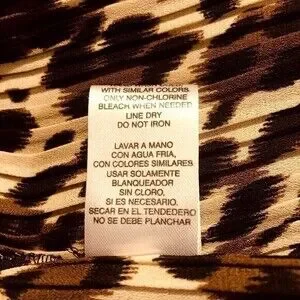 WITH SIMILAR COLORS
ONLY NON-CHLORINE
BLEACH WHEN NEEDED
LINE DRY
DO NOT IRON
LAVAR A MANO
CON AGUA FRIA,
CON COLORES SIMILARES
USAR SOLAMENTE
BLANQUEADOR
SIN CLORO,
SI ES NECESARIO.
SECAR EN EL TENDEDERO
NO SE DEBE PLANCHAR